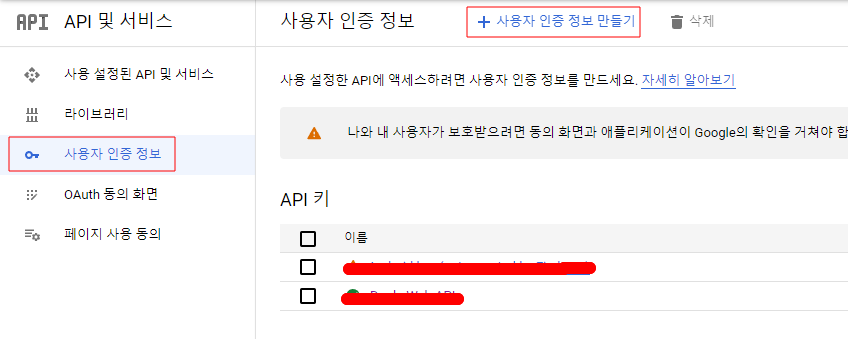 API API 및 서비스
사용자 인증 정보
사용자 인증 정보 만들기
삭제
사용 설정된 API 및 서비스
라이브러리
사용자 인증 정보
OAuth 동의 화면
페이지 사용 동의
사용 설정한 API에 액세스하려면 사용자 인증 정보를 만드세요. 자세히 알아보기
나와 내 사용자가 보호받으려면 동의 화면과 애플리케이션이 Google의 확인을 거쳐야 합
API 키
이름